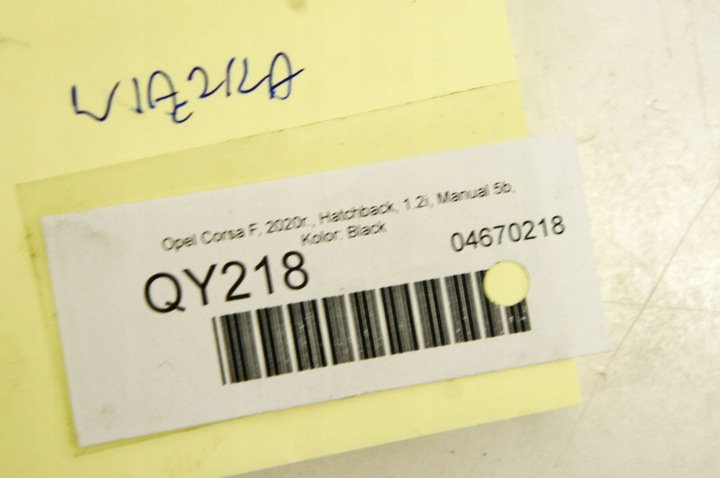 WIĄZKA
Opel Corsa F, 2020r., Hatchback, 1.2i, Manual 5b,
Kolor: Black
04670218
QY218